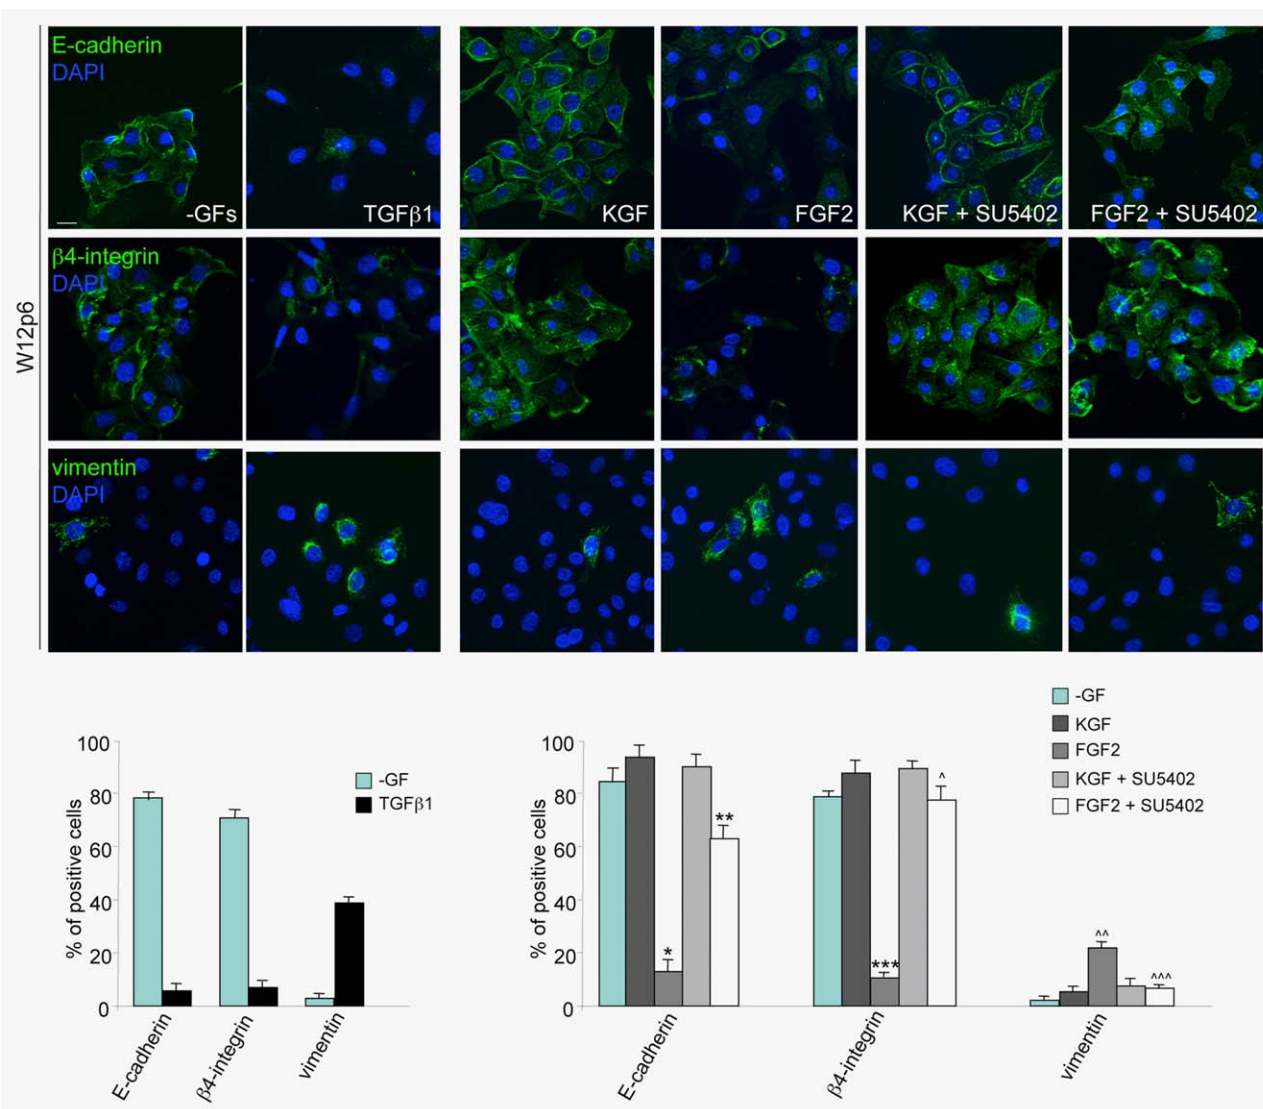 E-cadherin
DAPI
-GFs
TGFβ1
KGF
FGF2
KGF + SU5402
FGF2 + SU5402
W12p6
β4-integrin
DAPI
vimentin
DAPI
% of positive cells
100
80
60
40
20
0
-GF
TGFβ1
E-cadherin
β4-integrin
vimentin
% of positive cells
100
80
60
40
20
0
-GF
KGF
FGF2
KGF + SU5402
FGF2 + SU5402
*
**
***
^
^^
^^^
E-cadherin
β4-integrin
vimentin